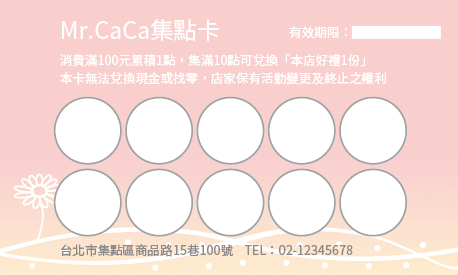 Mr.CaCa集點卡
有效期限：
消費滿100元累積1點，集滿10點可兌換「本店好禮1份」
本卡無法兌換現金或找零，店家保有活動變更及終止之權利
台北市集點區商品路15巷100號　TEL：02-12345678